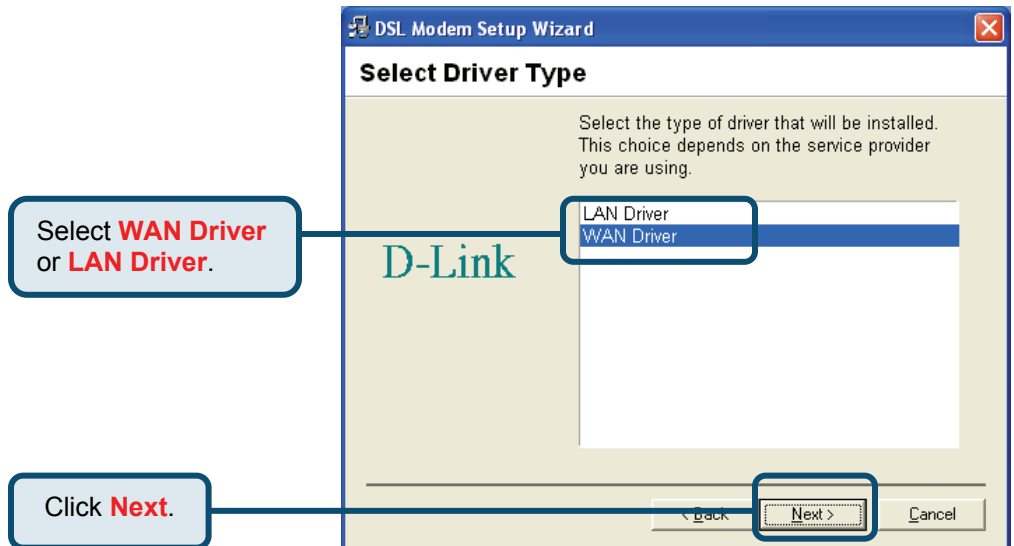 DSL Modem Setup Wizard
Select Driver Type
Select the type of driver that will be installed.
This choice depends on the service provider
you are using.
LAN Driver
WAN Driver
Select WAN Driver
or LAN Driver.
D-Link
Click Next.
< Back
Next >
Cancel